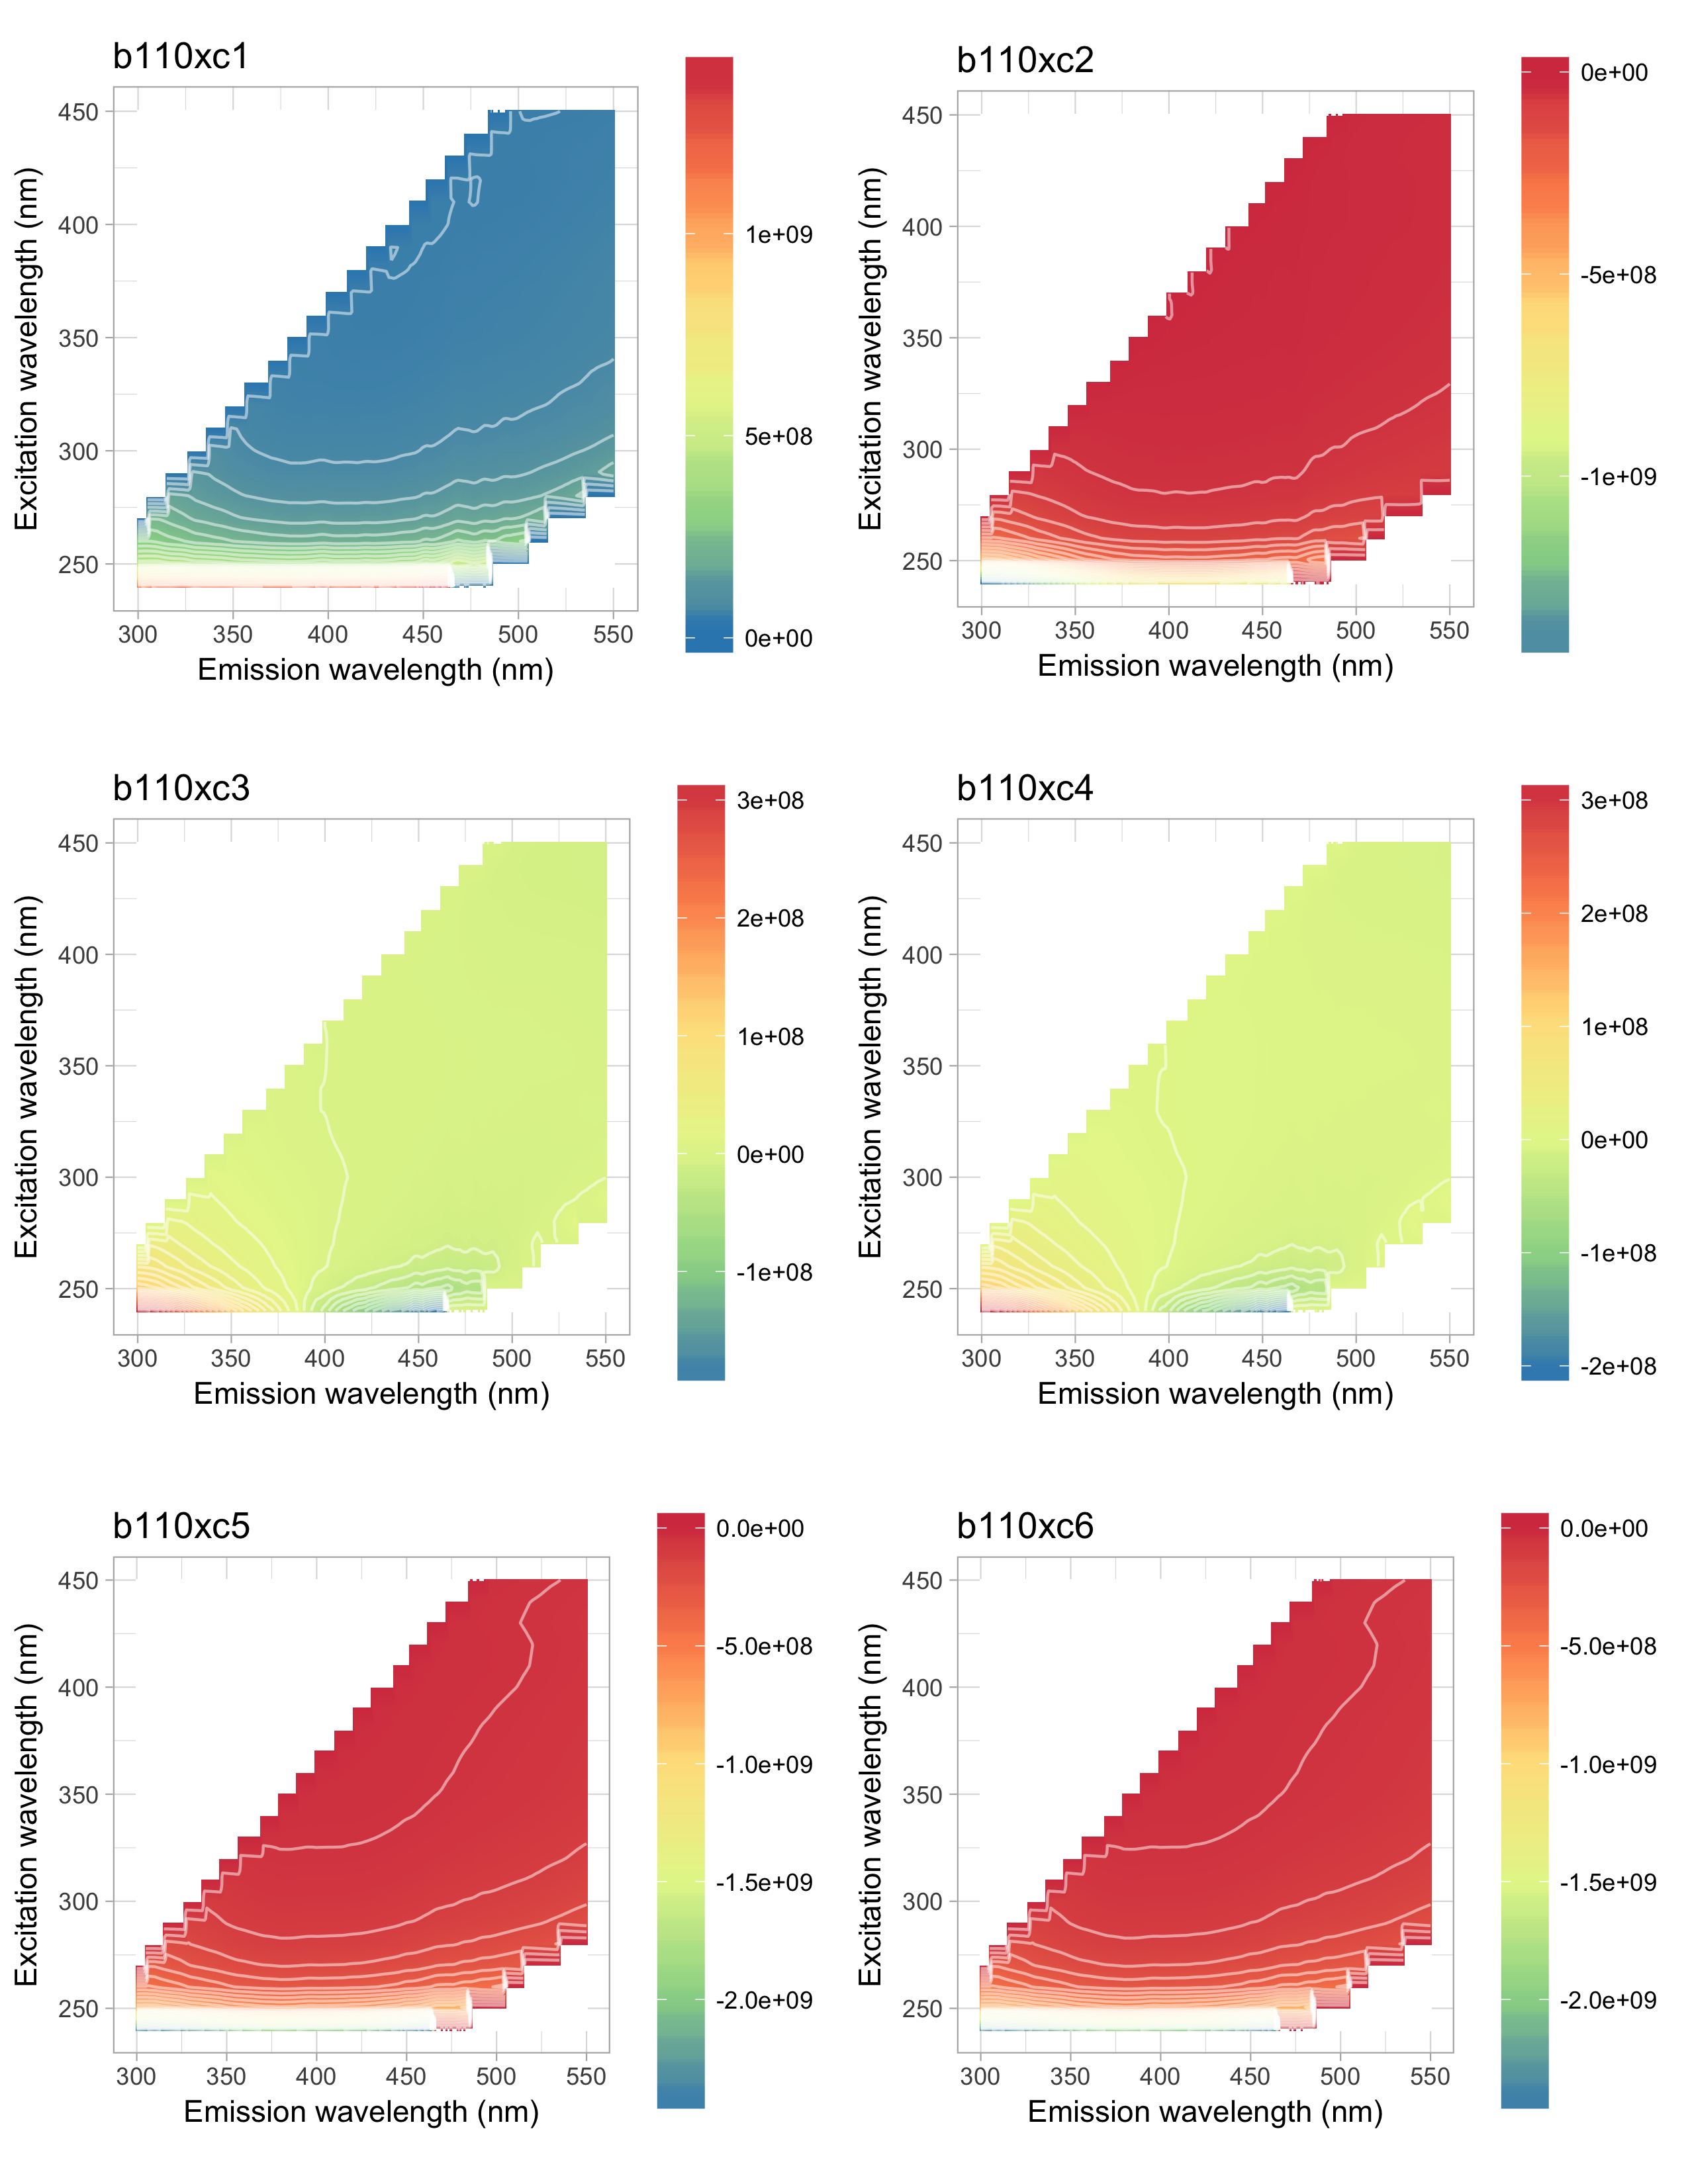 b110xc1
Excitation wavelength (nm)
450
400
350
300
250
300 350 400 450 500 550
Emission wavelength (nm)
1e+09
5e+08
0e+00
b110xc2
Excitation wavelength (nm)
450
400
350
300
250
300 350 400 450 500 550
Emission wavelength (nm)
0e+00
-5e+08
-1e+09
b110xc3
Excitation wavelength (nm)
450
400
350
300
250
300 350 400 450 500 550
Emission wavelength (nm)
3e+08
2e+08
1e+08
0e+00
-1e+08
b110xc4
Excitation wavelength (nm)
450
400
350
300
250
300 350 400 450 500 550
Emission wavelength (nm)
3e+08
2e+08
1e+08
0e+00
-1e+08
-2e+08
b110xc5
Excitation wavelength (nm)
450
400
350
300
250
300 350 400 450 500 550
Emission wavelength (nm)
0.0e+00
-5.0e+08
-1.0e+09
-1.5e+09
-2.0e+09
b110xc6
Excitation wavelength (nm)
450
400
350
300
250
300 350 400 450 500 550
Emission wavelength (nm)
0.0e+00
-5.0e+08
-1.0e+09
-1.5e+09
-2.0e+09